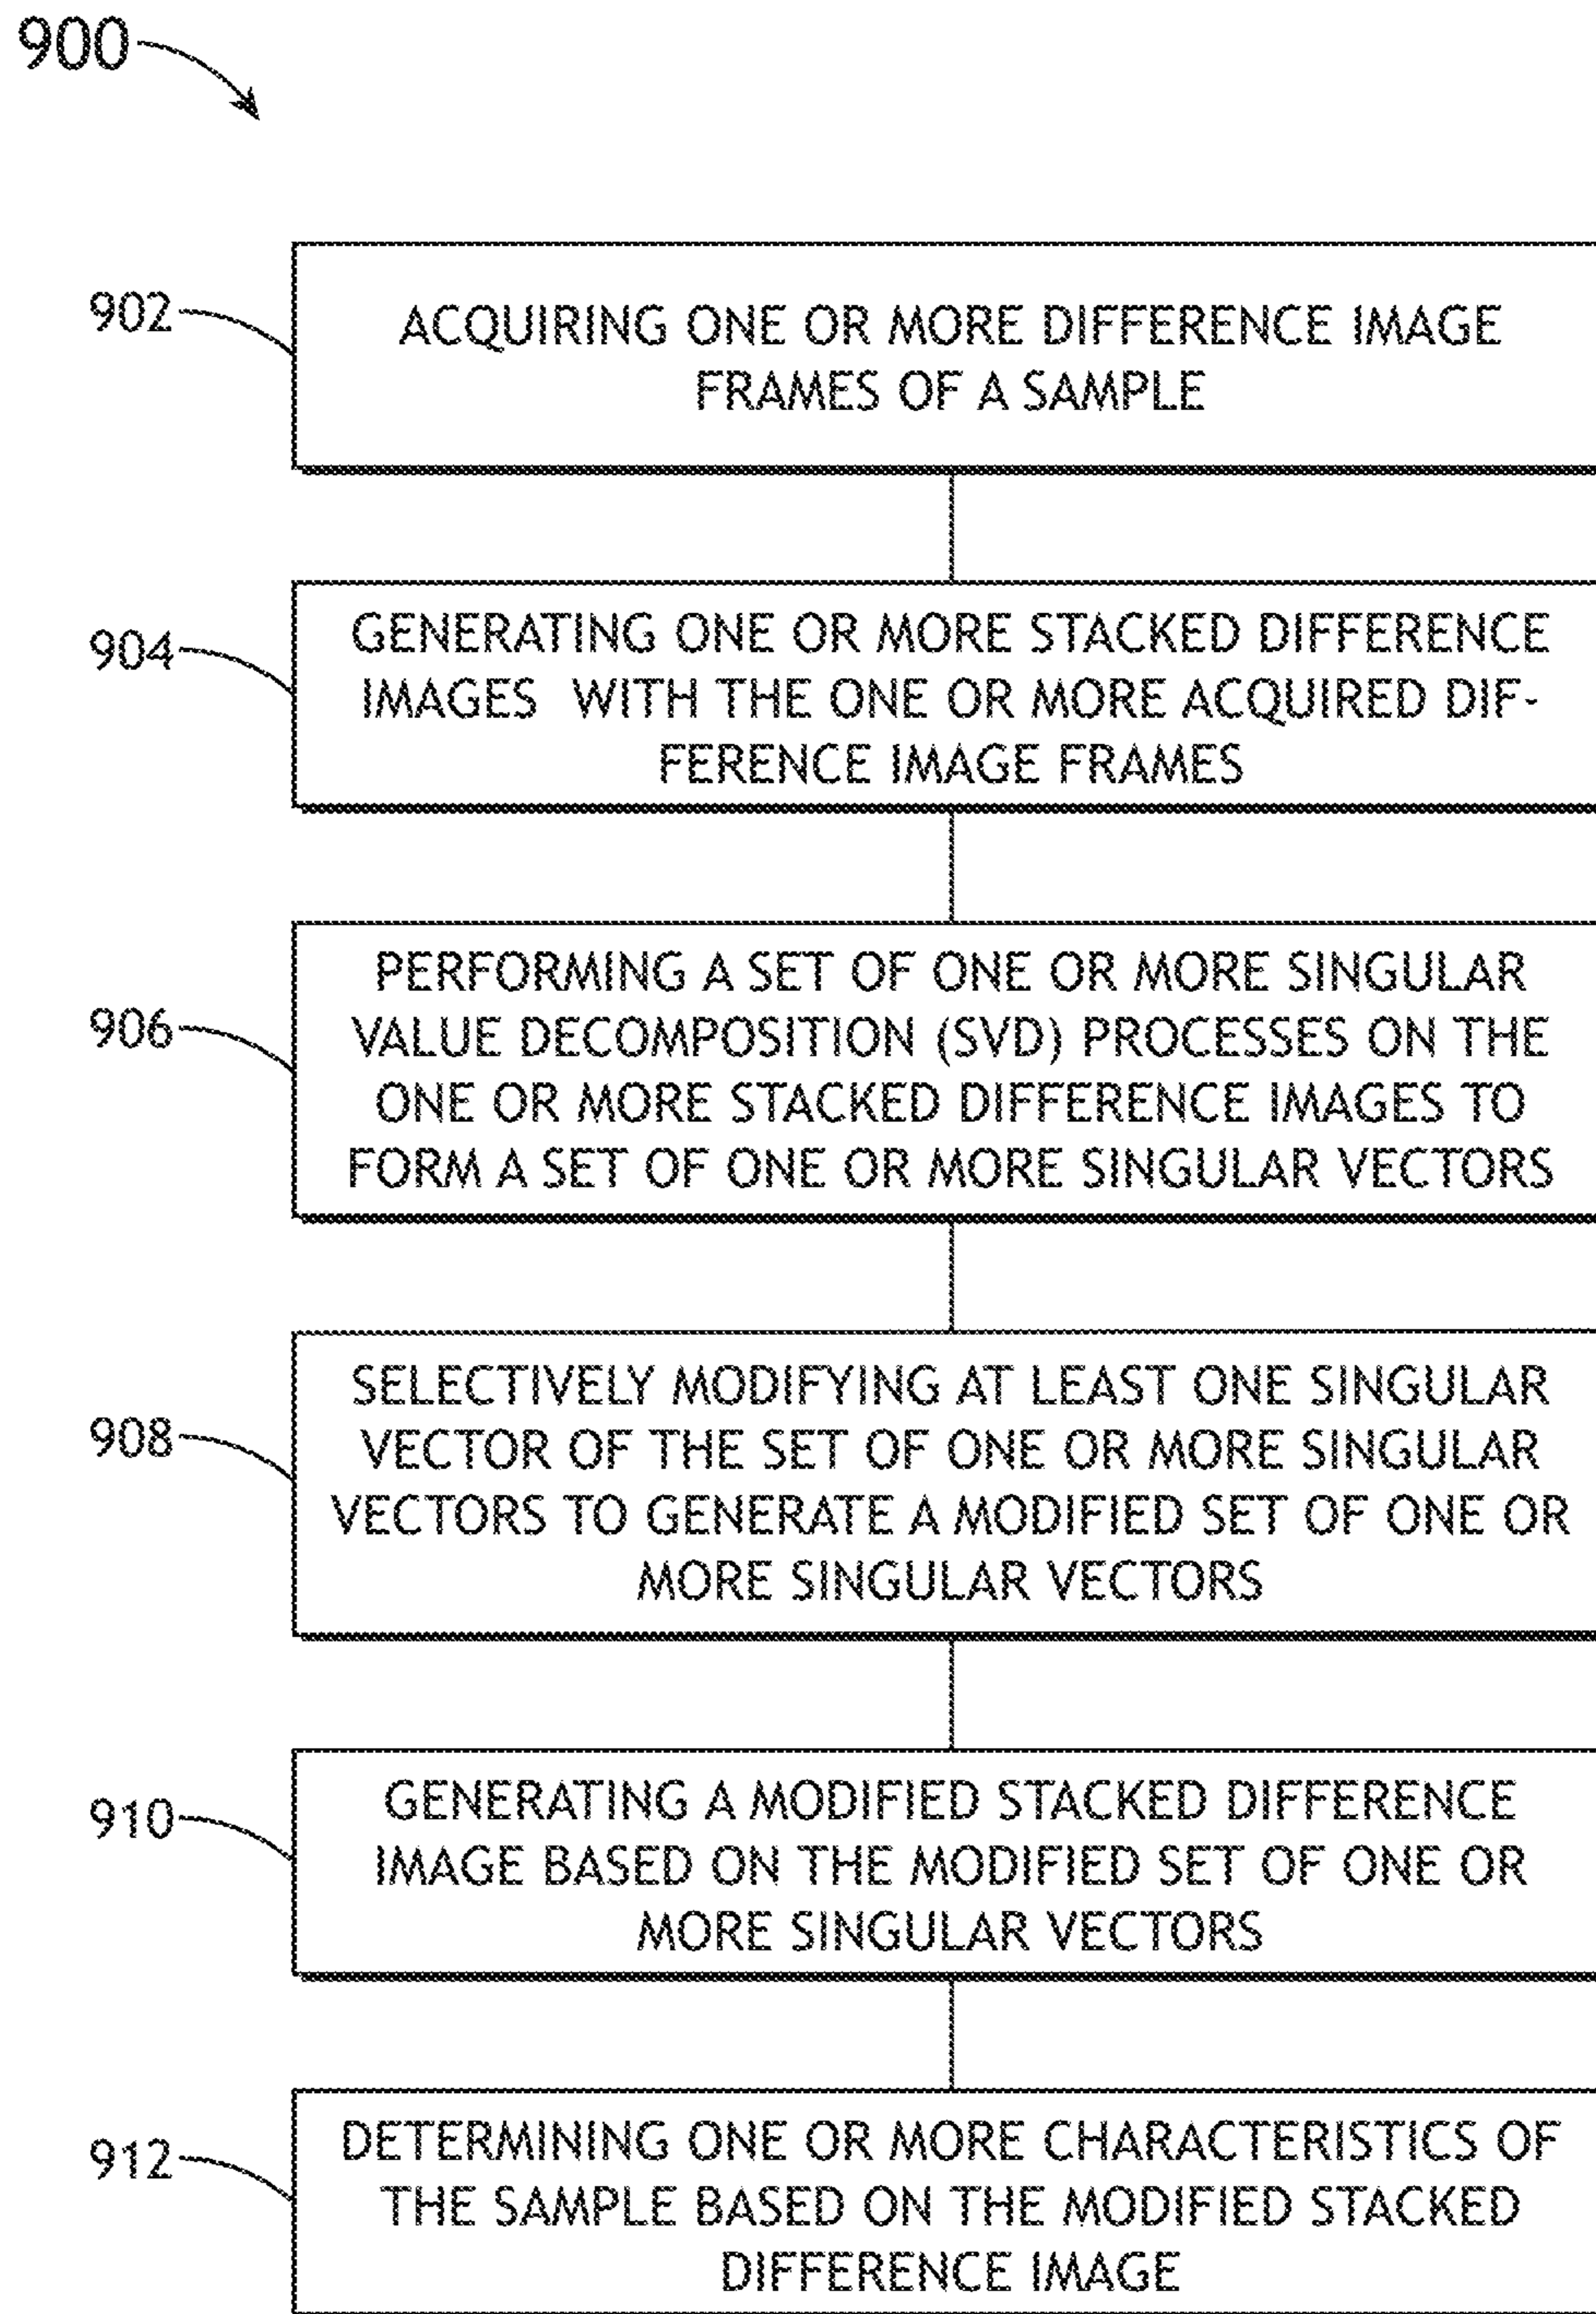 900
902
ACQUIRING ONE OR MORE DIFFERENCE IMAGE
FRAMES OF A SAMPLE
904
GENERATING ONE OR MORE STACKED DIFFERENCE
IMAGES WITH THE ONE OR MORE ACQUIRED DIF-
FERENCE IMAGE FRAMES
906
PERFORMING A SET OF ONE OR MORE SINGULAR
VALUE DECOMPOSITION (SVD) PROCESSES ON THE
ONE OR MORE STACKED DIFFERENCE IMAGES TO
FORM A SET OF ONE OR MORE SINGULAR VECTORS
908
SELECTIVELY MODIFYING AT LEAST ONE SINGULAR
VECTOR OF THE SET OF ONE OR MORE SINGULAR
VECTORS TO GENERATE A MODIFIED SET OF ONE OR
MORE SINGULAR VECTORS
910
GENERATING A MODIFIED STACKED DIFFERENCE
IMAGE BASED ON THE MODIFIED SET OF ONE OR
MORE SINGULAR VECTORS
912
DETERMINING ONE OR MORE CHARACTERISTICS OF
THE SAMPLE BASED ON THE MODIFIED STACKED
DIFFERENCE IMAGE